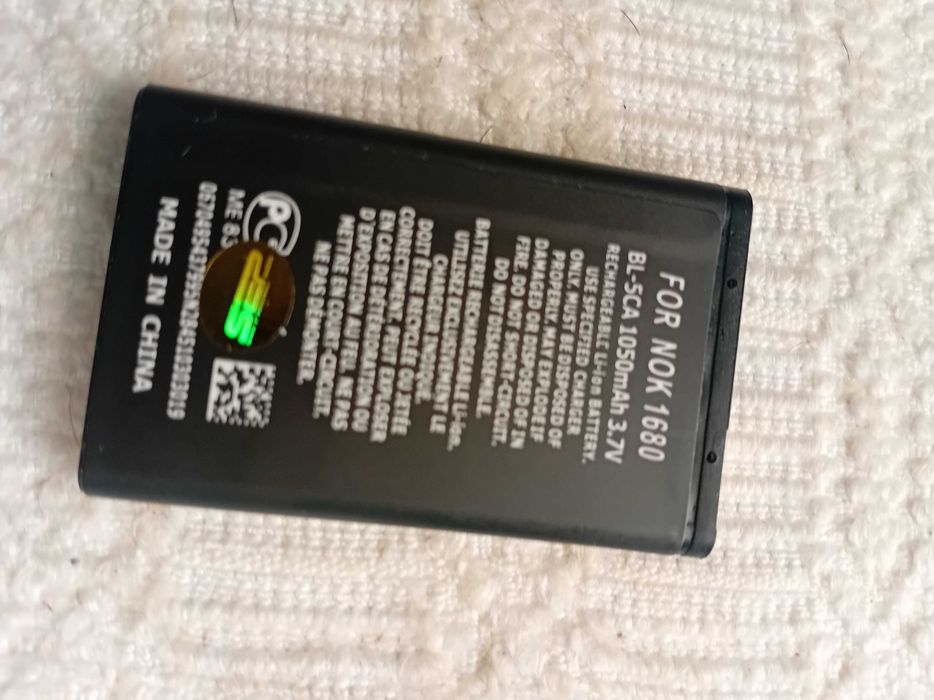 FOR NOK 1680
BL-5CA 1050mAh 3.7V
RECHARGEABLE Li-ion BATTERY.
USE SPECIFIED CHARGER
ONLY. MUST BE DISPOSED OF
PROPERLY. MAY EXPLODE IF
DAMAGED OR DISPOSED OF IN
FIRE. DO NOT SHORT-CIRCUIT.
DO NOT DISASSEMBLE.
BATTERIE RECHARGEABLE Li-ion.
UTILISEZ EXCLUSIVEMENT LE
CHARGEUR INDIQUÉ.
DOIT ÊTRE RECYCLÉE OU JETÉE
CORRECTEMENT. PEUT EXPLOSER
EN CAS DE DÉTÉRIORATION OU
D'EXPOSITION AU FEU. NE PAS
METTRE EN COURT-CIRCUIT.
NE PAS DÉMONTER.
ME
MADE IN CHINA